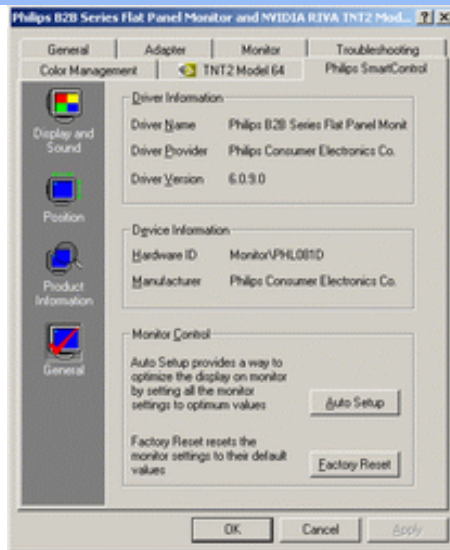 Philips B2B Series Flat Panel Monitor and NVIDIA RIVA TNT2 Mod...
General Adapter Monitor Troubleshooting
Color Management TNT2 Model 64 Philips SmartControl
Display and
Sound
Position
Product
Information
General
Driver Information
Driver Name Philips B2B Series Flat Panel Monit
Driver Provider Philips Consumer Electronics Co.
Driver Version 6.0.9.0
Device Information
Hardware ID Monitor\PHL081D
Manufacturer Philips Consumer Electronics Co.
Monitor Control
Auto Setup provides a way to
optimize the display on monitor
by setting all the monitor
settings to optimum values
Auto Setup
Factory Reset resets the
monitor settings to their default
values
Factory Reset
OK Cancel Apply